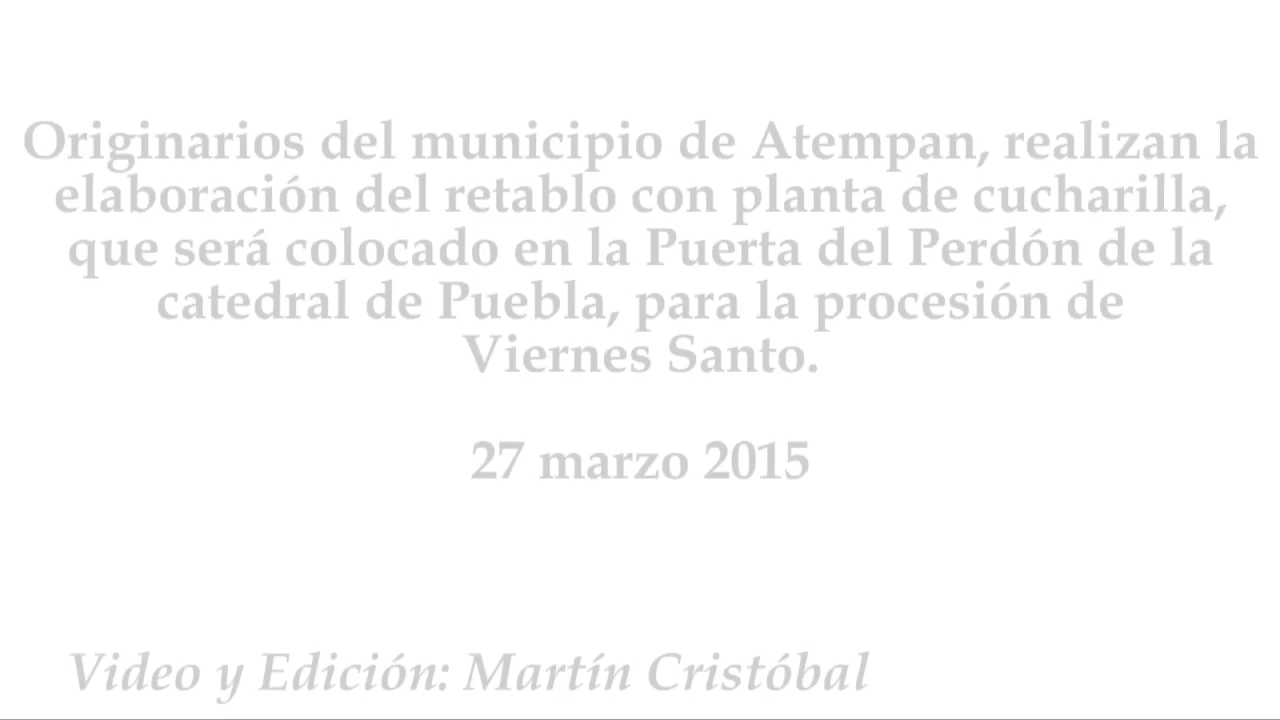 Originarios del municipio de Atempan, realizan la
elaboración del retablo con planta de cucharilla,
que será colocado en la Puerta del Perdón de la
catedral de Puebla, para la procesión de
Viernes Santo.
27 marzo 2015
Video y Edición: Martín Cristóbal